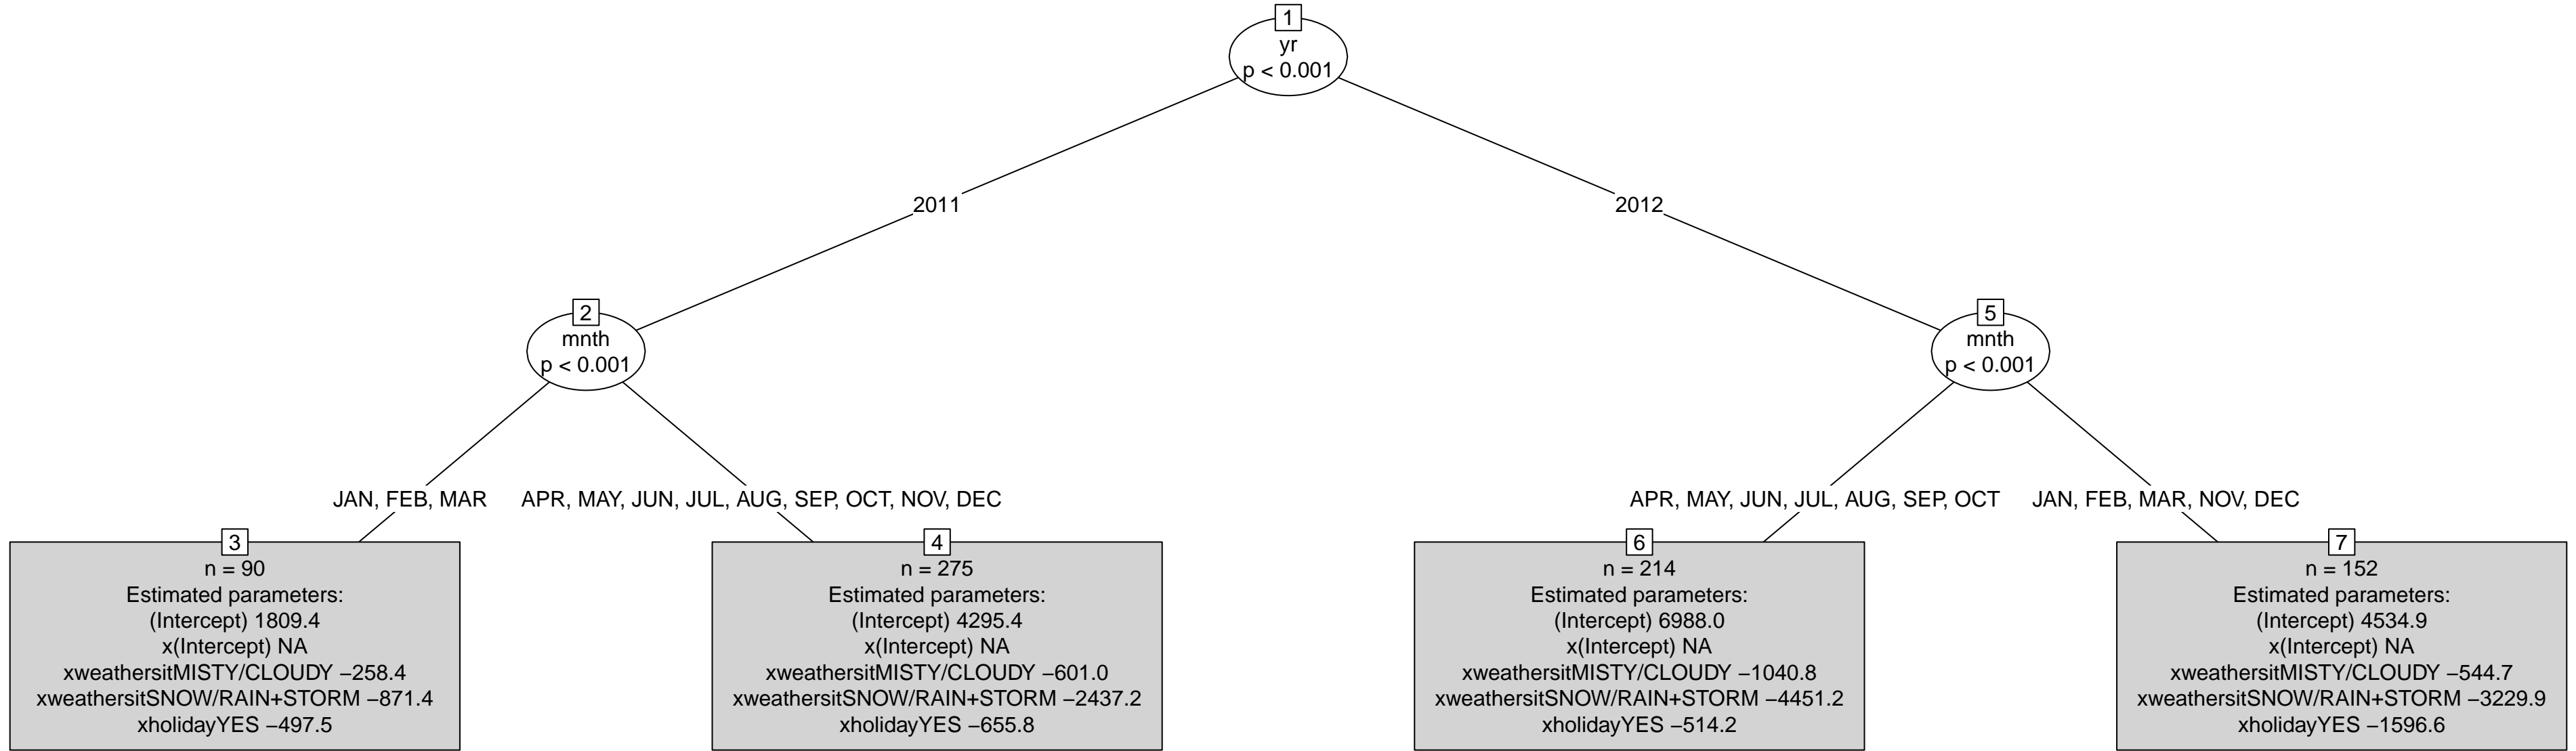 1
yr
p < 0.001
2011
2012
2
mnth
p < 0.001
5
mnth
p < 0.001
JAN, FEB, MAR
APR, MAY, JUN, JUL, AUG, SEP, OCT, NOV, DEC
APR, MAY, JUN, JUL, AUG, SEP, OCT
JAN, FEB, MAR, NOV, DEC
3
n = 90
Estimated parameters:
(Intercept) 1809.4
x(Intercept) NA
xweathersitMISTY/CLOUDY −258.4
xweathersitSNOW/RAIN+STORM −871.4
xholidayYES −497.5
4
n = 275
Estimated parameters:
(Intercept) 4295.4
x(Intercept) NA
xweathersitMISTY/CLOUDY −601.0
xweathersitSNOW/RAIN+STORM −2437.2
xholidayYES −655.8
6
n = 214
Estimated parameters:
(Intercept) 6988.0
x(Intercept) NA
xweathersitMISTY/CLOUDY −1040.8
xweathersitSNOW/RAIN+STORM −4451.2
xholidayYES −514.2
7
n = 152
Estimated parameters:
(Intercept) 4534.9
x(Intercept) NA
xweathersitMISTY/CLOUDY −544.7
xweathersitSNOW/RAIN+STORM −3229.9
xholidayYES −1596.6